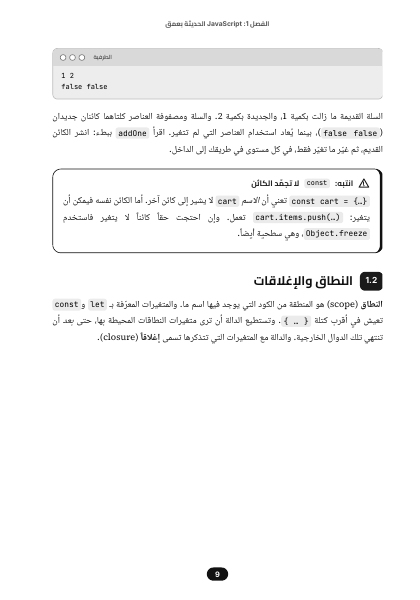 الفصل 1: JavaScript الحديثة بعمق
الطرفية
1 2
false false
السلة القديمة ما زالت بكمية 1، والجديدة بكمية 2. والسلة ومصفوفة العناصر كلتاهما كائنان جديدان
(false false)، بينما يُعاد استخدام العناصر التي لم تتغير. اقرأ addOne ببطء: انشر الكائن
القديم، ثم غيّر ما تغيّر فقط، في كل مستوى في طريقك إلى الداخل.
انتبه: const لا تجمّد الكائن
const cart = {…} تعني أن الاسم cart لا يشير إلى كائن آخر. أما الكائن نفسه فيمكن أن
يتغير: cart.items.push(…) تعمل. وإن احتجت حقاً كائناً لا يتغير فاستخدم
Object.freeze، وهي سطحية أيضاً.
1.2 النطاق والإغلاقات
النطاق (scope) هو المنطقة من الكود التي يوجد فيها اسم ما. والمتغيرات المعرّفة بـ let و const
تعيش في أقرب كتلة { … }. وتستطيع الدالة أن ترى متغيرات النطاقات المحيطة بها، حتى بعد أن
تنتهي تلك الدوال الخارجية. والدالة مع المتغيرات التي تتذكرها تسمى إغلاقاً (closure).
9